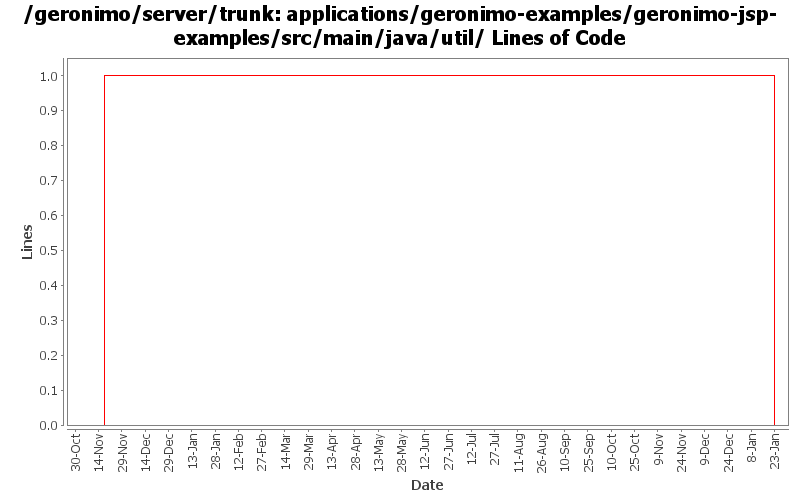 /geronimo/server/trunk: applications/geronimo-examples/geronimo-jsp-
examples/src/main/java/util/ Lines of Code
1.0
0.9
0.8
0.7
0.6
0.5
0.4
0.3
0.2
0.1
0.0
Lines
30-Oct
14-Nov
29-Nov
14-Dec
29-Dec
13-Jan
28-Jan
12-Feb
27-Feb
14-Mar
29-Mar
13-Apr
28-Apr
13-May
28-May
12-Jun
27-Jun
12-Jul
27-Jul
11-Aug
26-Aug
10-Sep
25-Sep
10-Oct
25-Oct
9-Nov
24-Nov
9-Dec
24-Dec
8-Jan
23-Jan
Date